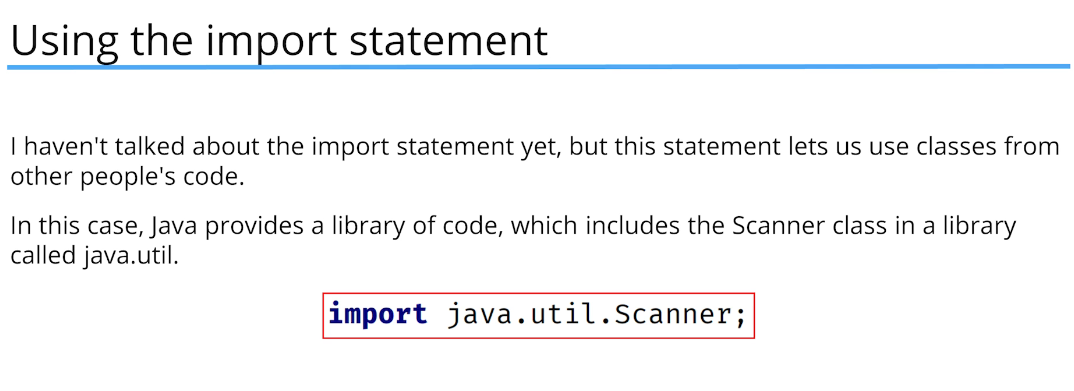 Using the import statement
I haven't talked about the import statement yet, but this statement lets us use classes from
other people's code.
In this case, Java provides a library of code, which includes the Scanner class in a library
called java.util.
import java.util.Scanner;